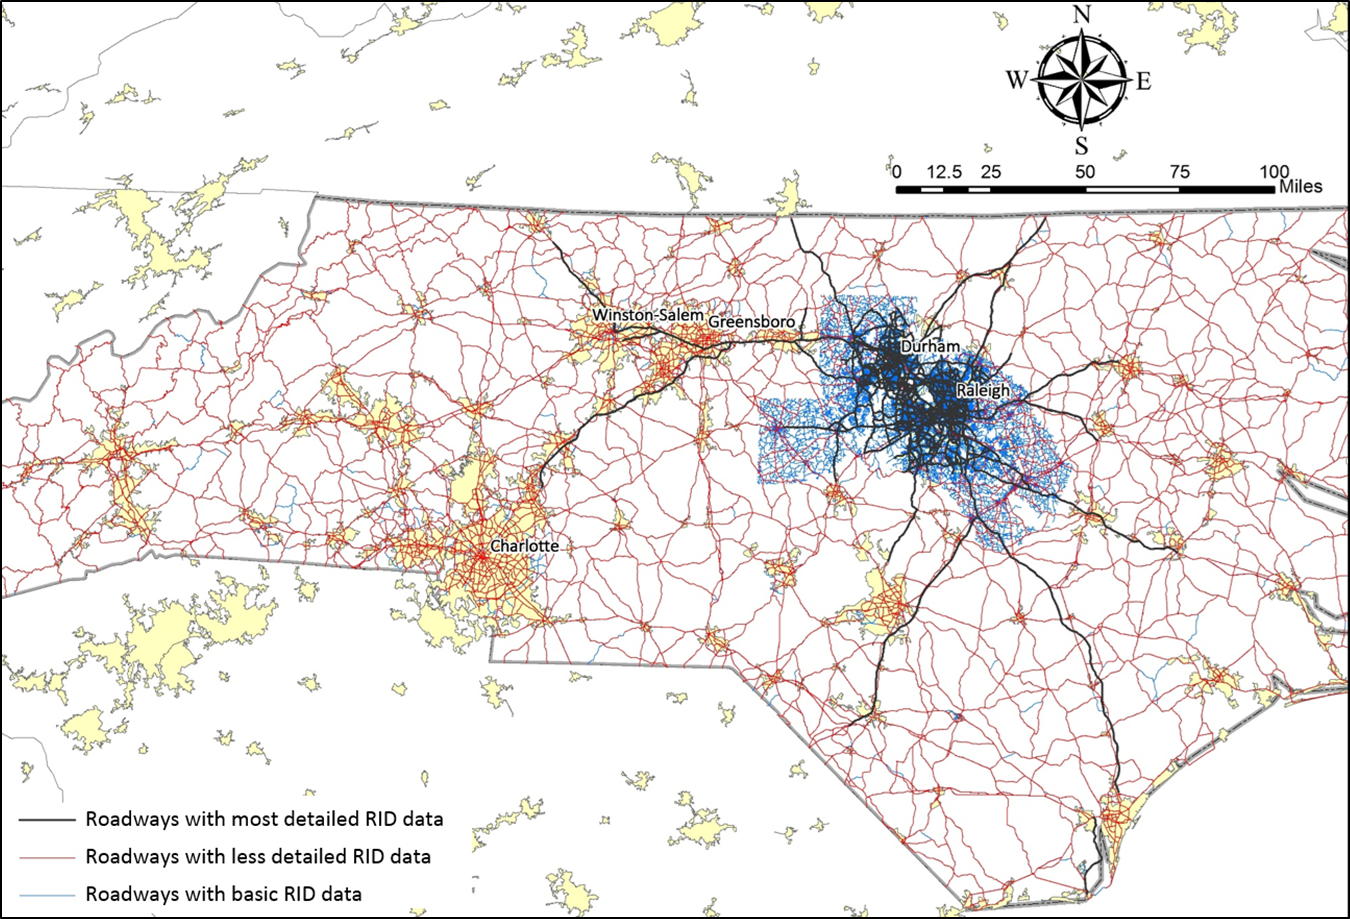 N
W E
S
0 12.5 25 50 75 100
Miles
Winston-Salem
Greensboro
Durham
Raleigh
Charlotte
Roadways with most detailed RID data
Roadways with less detailed RID data
Roadways with basic RID data